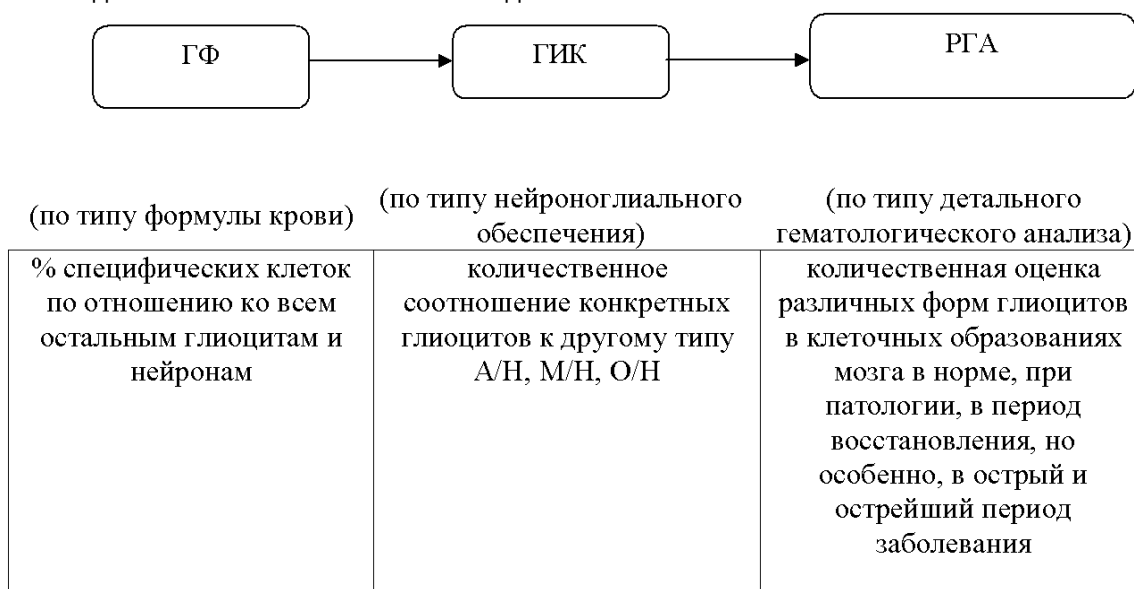 ГФ
ГИК
РГА
(по типу формулы крови)
(по типу нейроноглиального
обеспечения)
(по типу детального
гематологического анализа)
% специфических клеток
по отношению ко всем
остальным глиоцитам и
нейронам
количественное
соотношение конкретных
глиоцитов к другому типу
А/Н, М/Н, О/Н
количественная оценка
различных форм глиоцитов
в клеточных образованиях
мозга в норме, при
патологии, в период
восстановления, но
особенно, в острый и
острейший период
заболевания